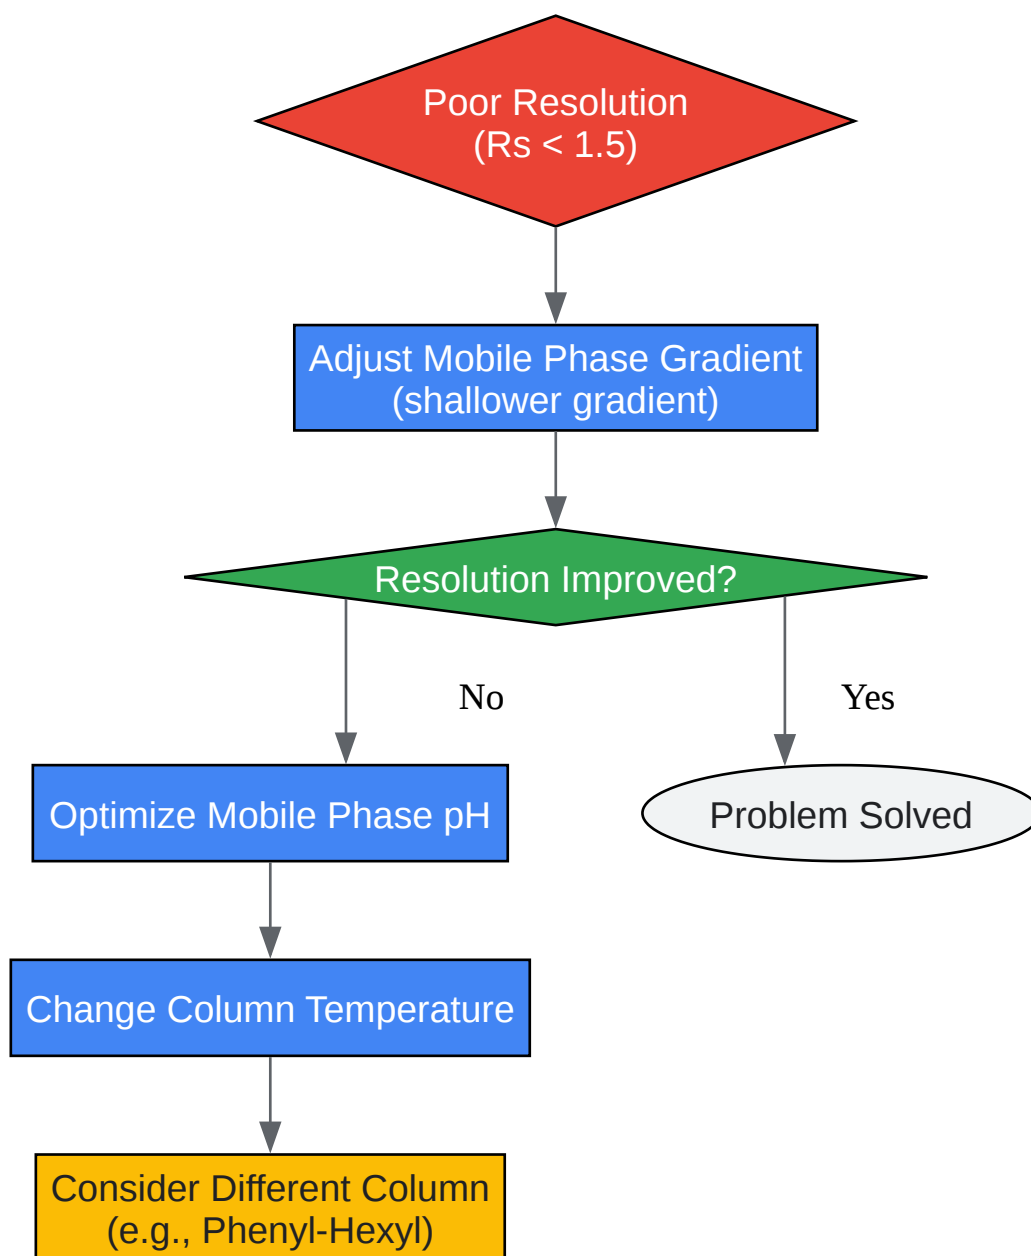 Poor Resolution
(Rs < 1.5)
Adjust Mobile Phase Gradient
(shallower gradient)
Resolution Improved?
No
Yes
Optimize Mobile Phase pH
Problem Solved
Change Column Temperature
Consider Different Column
(e.g., Phenyl-Hexyl)